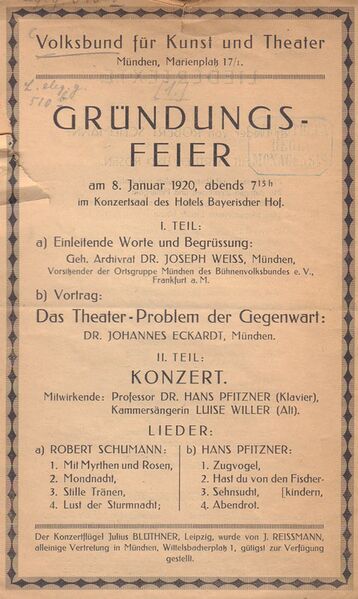 Volksbund für Kunst und Theater
München, Marienplatz 17/I.
GRÜNDUNGS-
FEIER
am 8. Januar 1920, abends 7 15 h
im Konzertsaal des Hotels Bayerischer Hof.
I. TEIL:
a) Einleitende Worte und Begrüssung:
Geh. Archivrat DR. JOSEPH WEISS, München,
Vorsitzender der Ortsgruppe München des Bühnenvolksbundes e. V.,
Frankfurt a. M.
b) Vortrag:
Das Theater-Problem der Gegenwart:
DR. JOHANNES ECKARDT, München.
II. TEIL:
KONZERT.
Mitwirkende: Professor DR. HANS PFITZNER (Klavier),
Kammersängerin LUISE WILLER (Alt).
LIEDER:
a) ROBERT SCHUMANN:
1. Mit Myrthen und Rosen,
2. Mondnacht,
3. Stille Tränen,
4. Lust der Sturmnacht;
b) HANS PFITZNER:
1. Zugvogel,
2. Hast du von den Fischer-
3. Sehnsucht, [kindern,
4. Abendrot.
Der Konzertflügel Julius BLÜTHNER, Leipzig, wurde von J. REISSMANN,
alleinige Vertretung in München, Wittelsbacherplatz 1, gütigst zur Verfügung
gestellt.